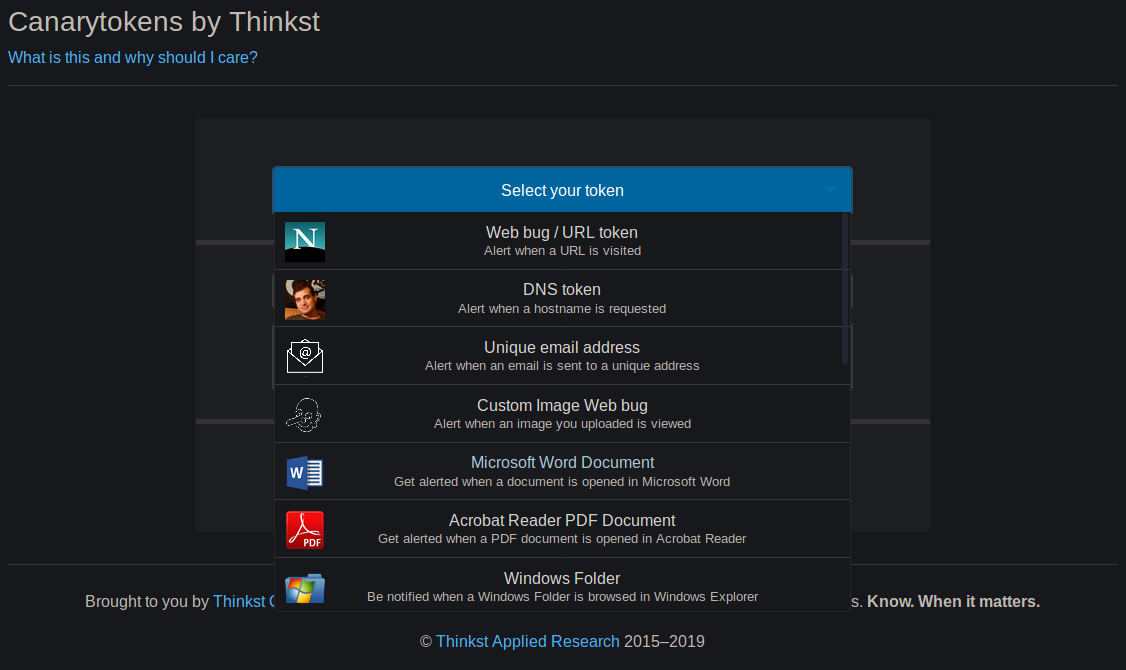 Canarytokens by Thinkst
What is this and why should I care?
Select your token
N
Web bug / URL token
Alert when a URL is visited
DNS token
Alert when a hostname is requested
@
Unique email address
Alert when an email is sent to a unique address
Custom Image Web bug
Alert when an image you uploaded is viewed
W
Microsoft Word Document
Get alerted when a document is opened in Microsoft Word
PDF
Acrobat Reader PDF Document
Get alerted when a PDF document is opened in Acrobat Reader
Windows Folder
Be notified when a Windows Folder is browsed in Windows Explorer
Brought to you by Thinkst s. Know. When it matters.
© Thinkst Applied Research 2015–2019